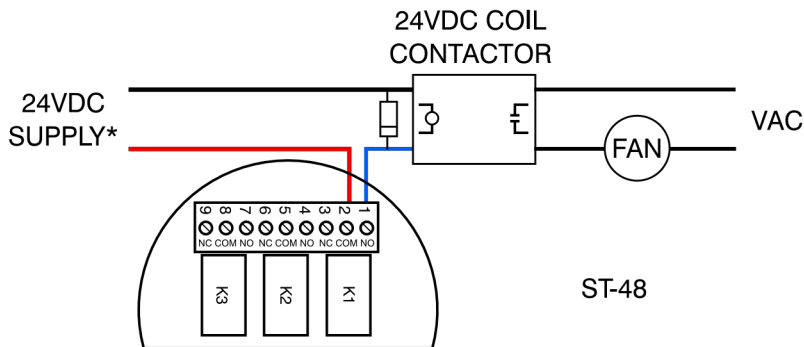 24VDC COIL
CONTACTOR
24VDC
SUPPLY*
VAC
FAN
9 8 7 6 5 4 3 2 1
NC COM NO NC COM NO NC COM NO
K3 K2 K1
ST-48